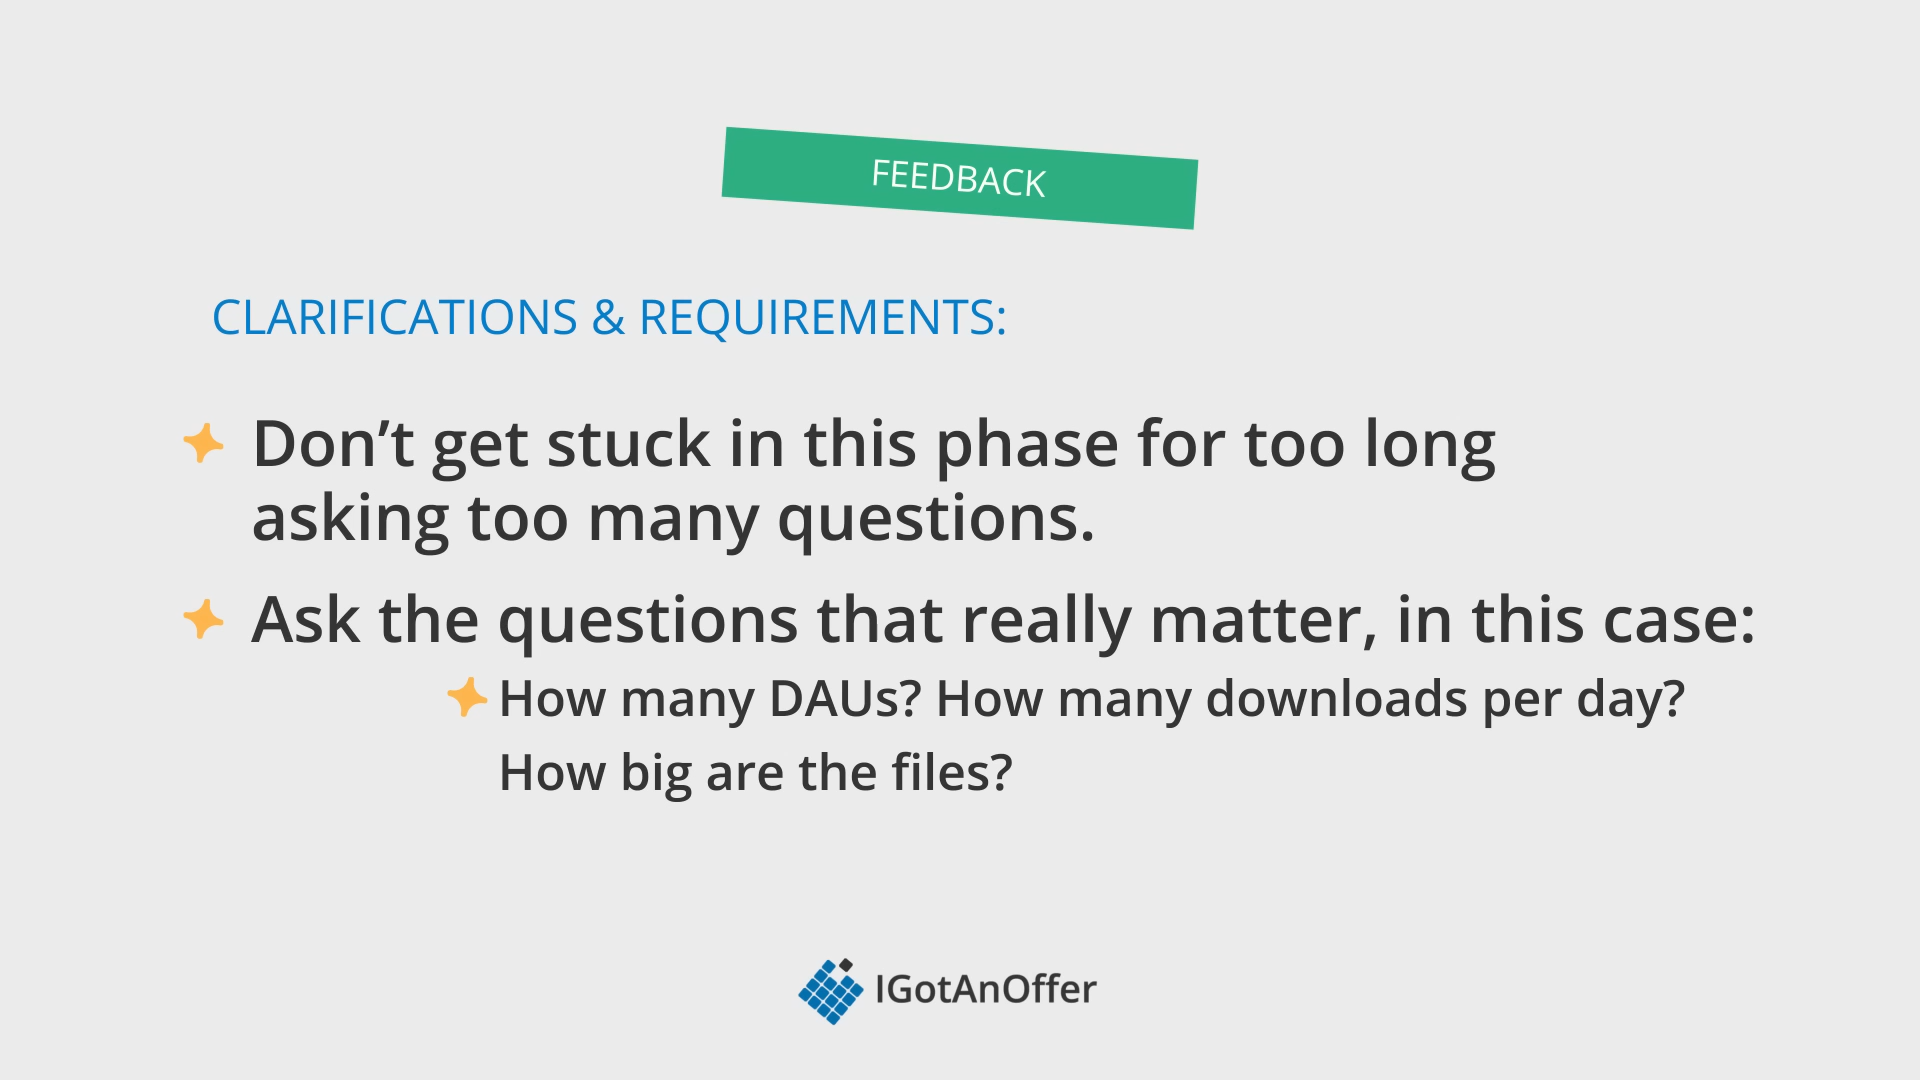 FEEDBACK
CLARIFICATIONS & REQUIREMENTS:
Don’t get stuck in this phase for too long
asking too many questions.
Ask the questions that really matter, in this case:
How many DAUs? How many downloads per day?
How big are the files?
IGotAnOffer